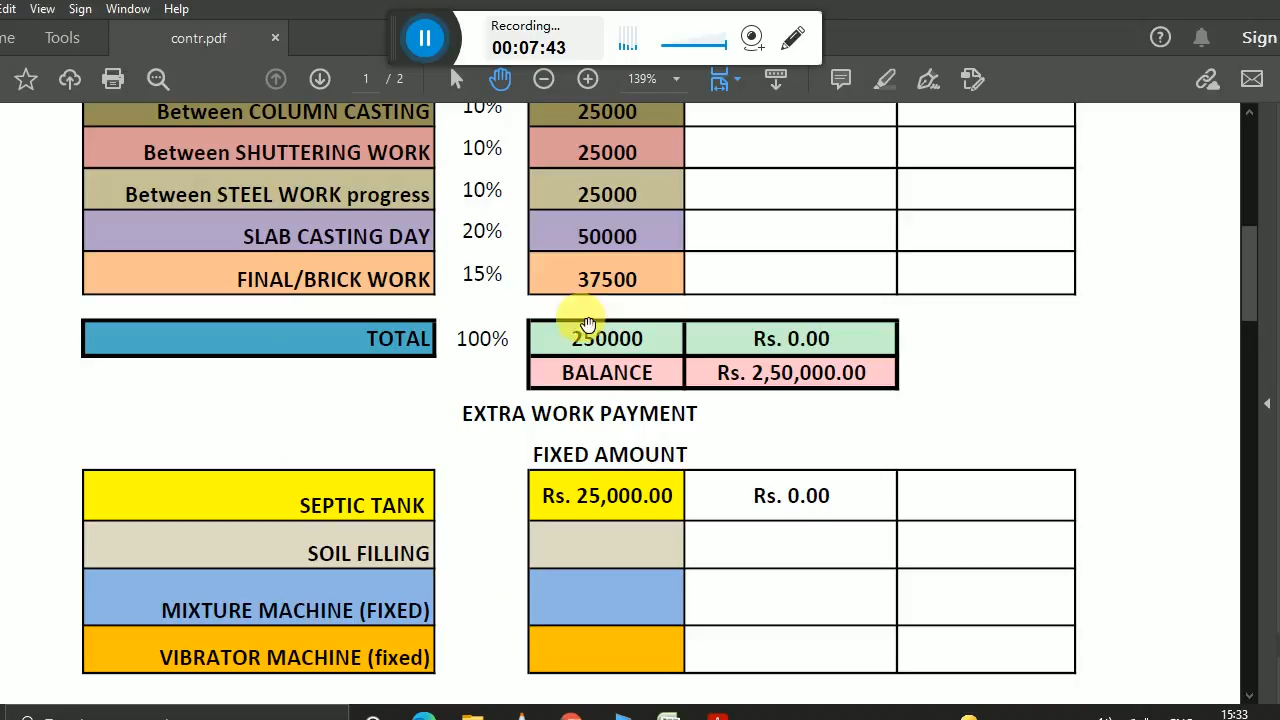 Edit View Sign Window Help
Recording...
00:07:43
me Tools contr.pdf × Sign
1 / 2 139%
Between COLUMN CASTING 10% 25000
Between SHUTTERING WORK 10% 25000
Between STEEL WORK progress 10% 25000
SLAB CASTING DAY 20% 50000
FINAL/BRICK WORK 15% 37500
TOTAL 100% 250000 Rs. 0.00
BALANCE Rs. 2,50,000.00
EXTRA WORK PAYMENT
FIXED AMOUNT
SEPTIC TANK Rs. 25,000.00 Rs. 0.00
SOIL FILLING
MIXTURE MACHINE (FIXED)
VIBRATOR MACHINE (fixed)
15:33